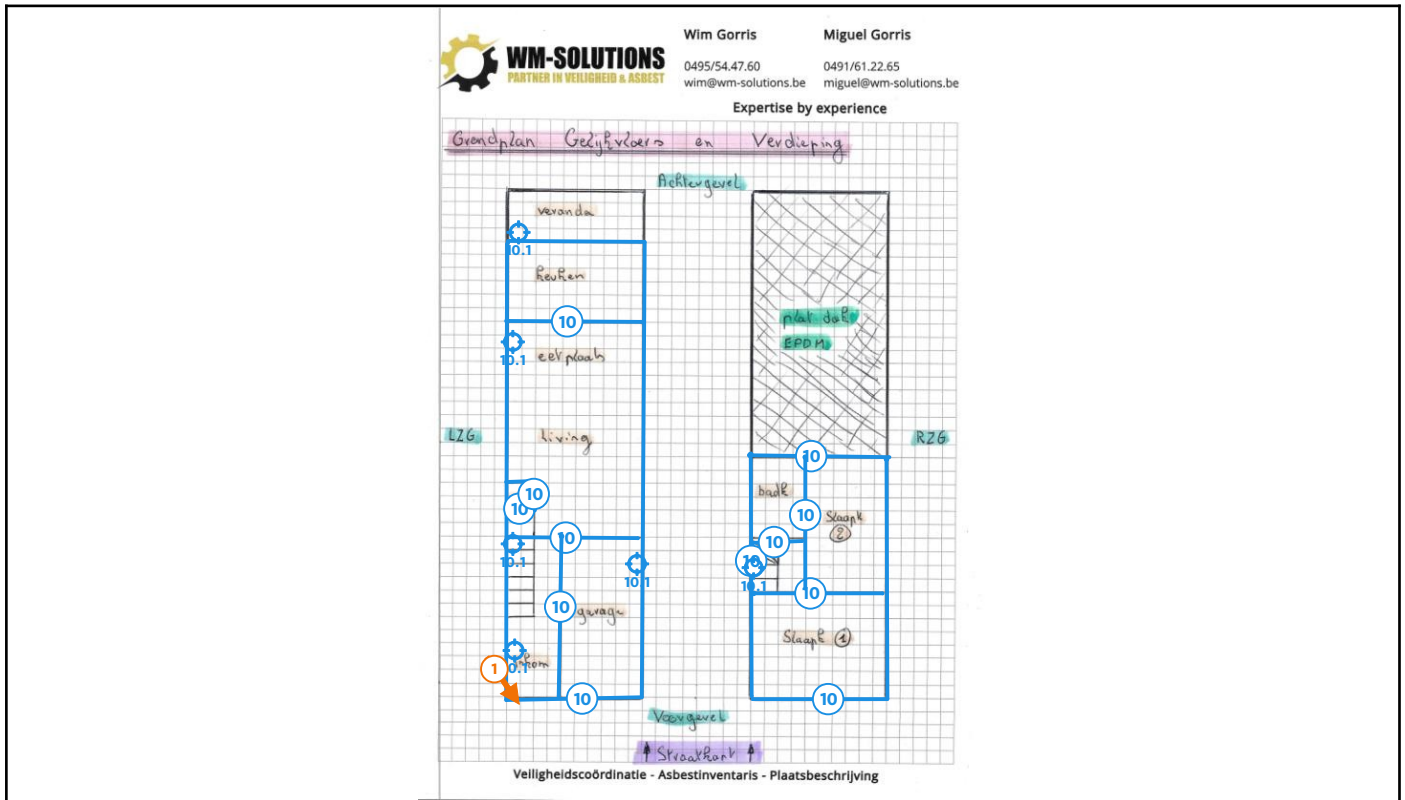 WM-SOLUTIONS
PARTNER IN VEILIGHEID & ASBEST
Wim Gorris
0495/54.47.60
wim@wm-solutions.be
Miguel Gorris
0491/61.22.65
miguel@wm-solutions.be
Expertise by experience
Grondplan Gelijkvloers en Verdieping
Achtergevel
veranda
10.1
keuken
10
plat dak
EPDM
10.1
eetplaats
LZG
living
RZG
10
10
badk
10
10
10
Slaapk
2
10
10
10
10.1
10.1
10
10.1
10
10
garage
Slaapk 1
10.1
inkom
1
10
10
Voorgevel
Straatkant
Veiligheidscoördinatie - Asbestinventaris - Plaatsbeschrijving